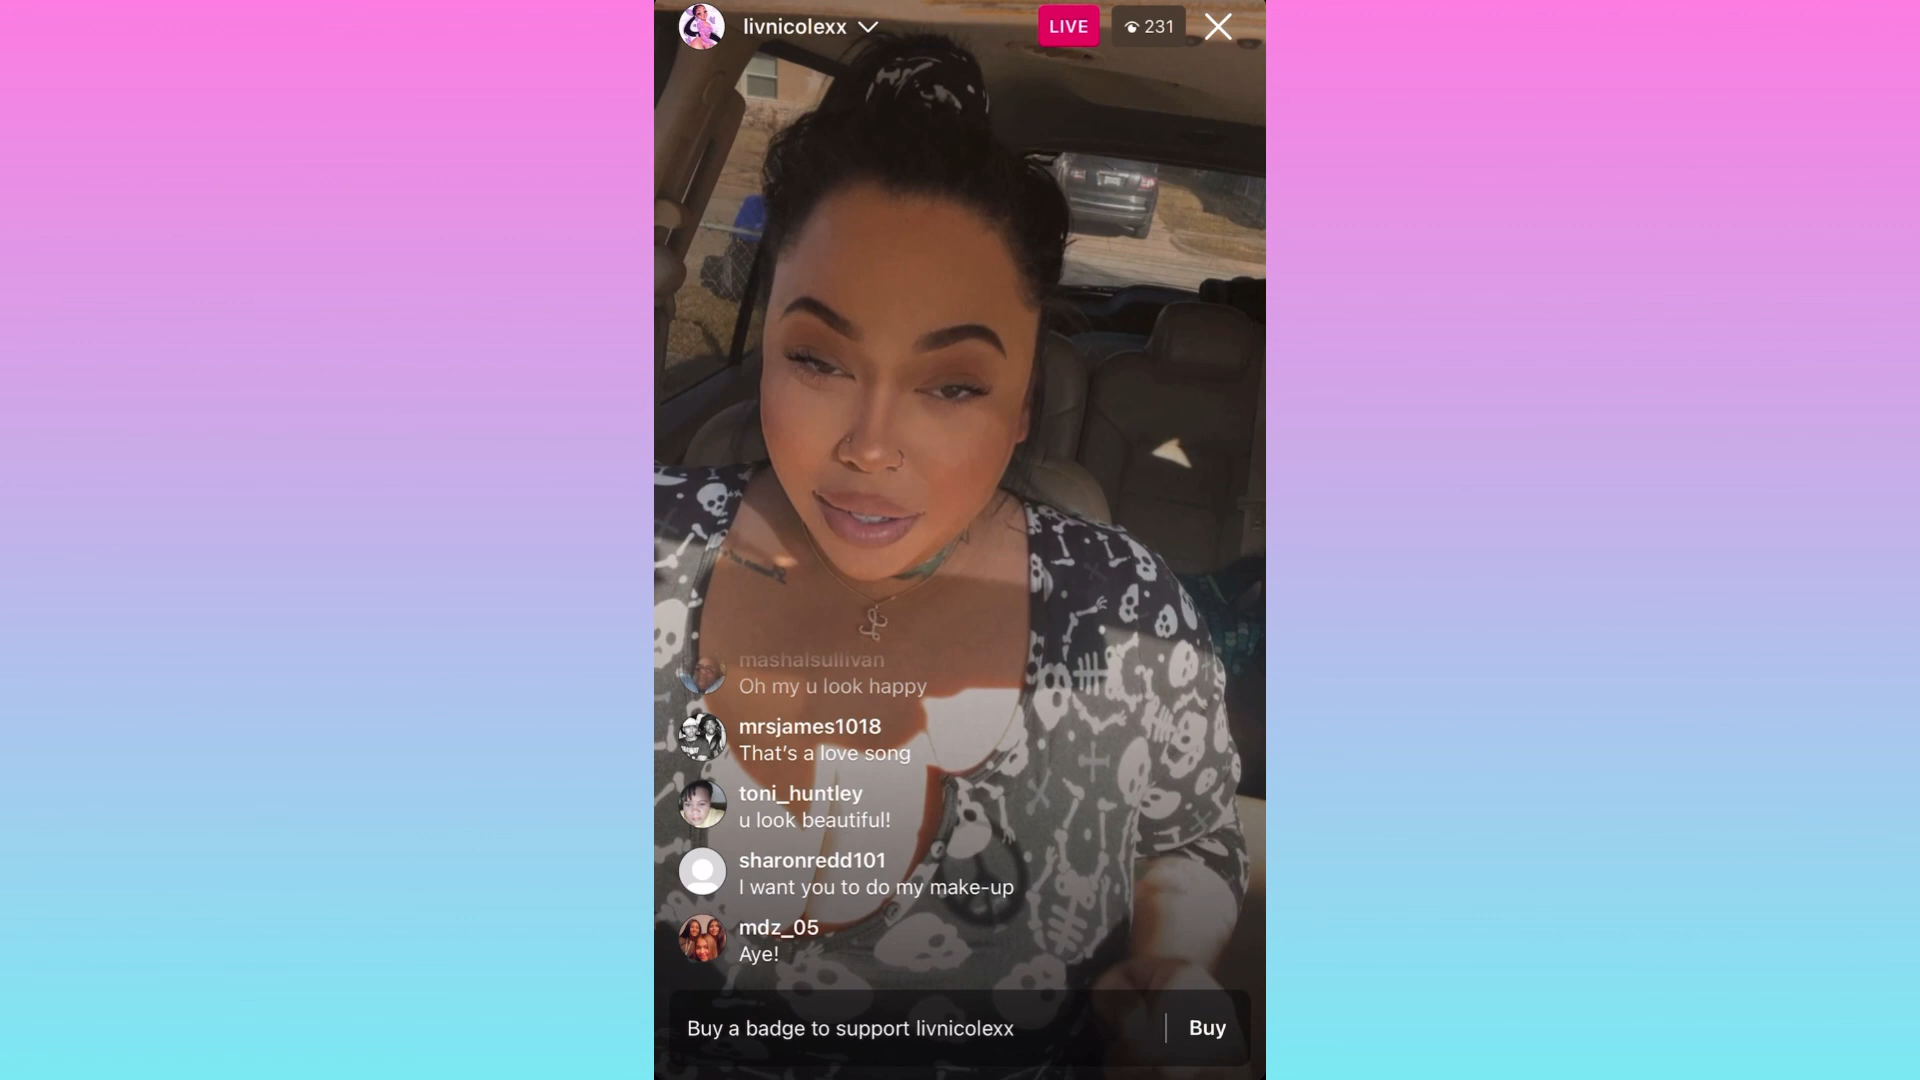 livnicolexx
LIVE
231
mashalsullivan
Oh my u look happy
mrsjames1018
That's a love song
toni_huntley
u look beautiful!
sharonredd101
I want you to do my make-up
mdz_05
Aye!
Buy a badge to support livnicolexx
Buy